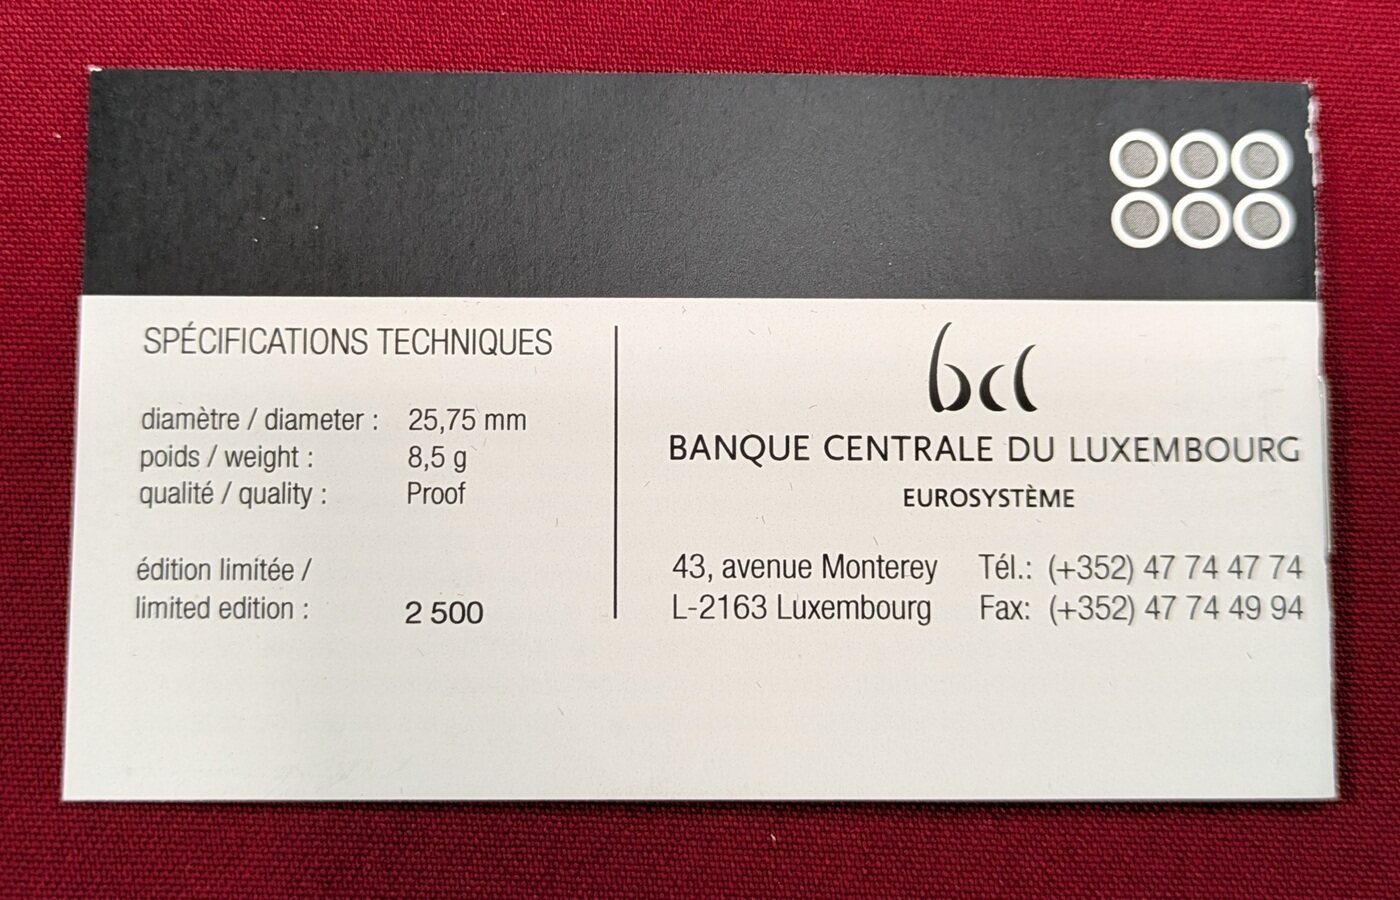 SPÉCIFICATIONS TECHNIQUES
diamètre / diameter : 25,75 mm
poids / weight : 8,5 g
qualité / quality : Proof
édition limitée /
limited edition : 2 500
bcl
BANQUE CENTRALE DU LUXEMBOURG
EUROSYSTÈME
43, avenue Monterey Tél.: (+352) 47 74 47 74
L-2163 Luxembourg Fax: (+352) 47 74 49 94